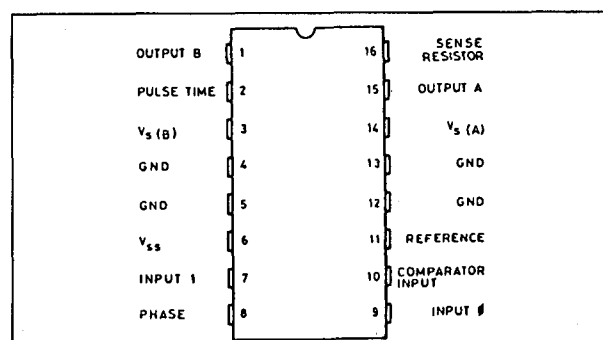 OUTPUT B 1 16 SENSE RESISTOR
PULSE TIME 2 15 OUTPUT A
Vs (B) 3 14 Vs (A)
GND 4 13 GND
GND 5 12 GND
Vss 6 11 REFERENCE
INPUT 1 7 10 COMPARATOR INPUT
PHASE 8 9 INPUT 0